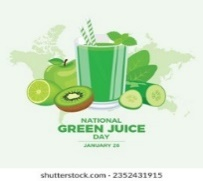 NATIONAL
GREEN JUICE
DAY
JANUARY 26
shutterstock.com · 2352431915